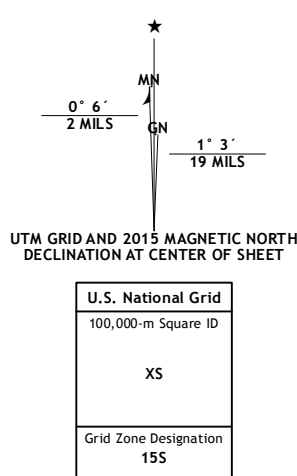 ★
MN
0° 6´
2 MILS
GN
1° 3´
19 MILS
UTM GRID AND 2015 MAGNETIC NORTH
DECLINATION AT CENTER OF SHEET
U.S. National Grid
100,000-m Square ID
XS
Grid Zone Designation
15S